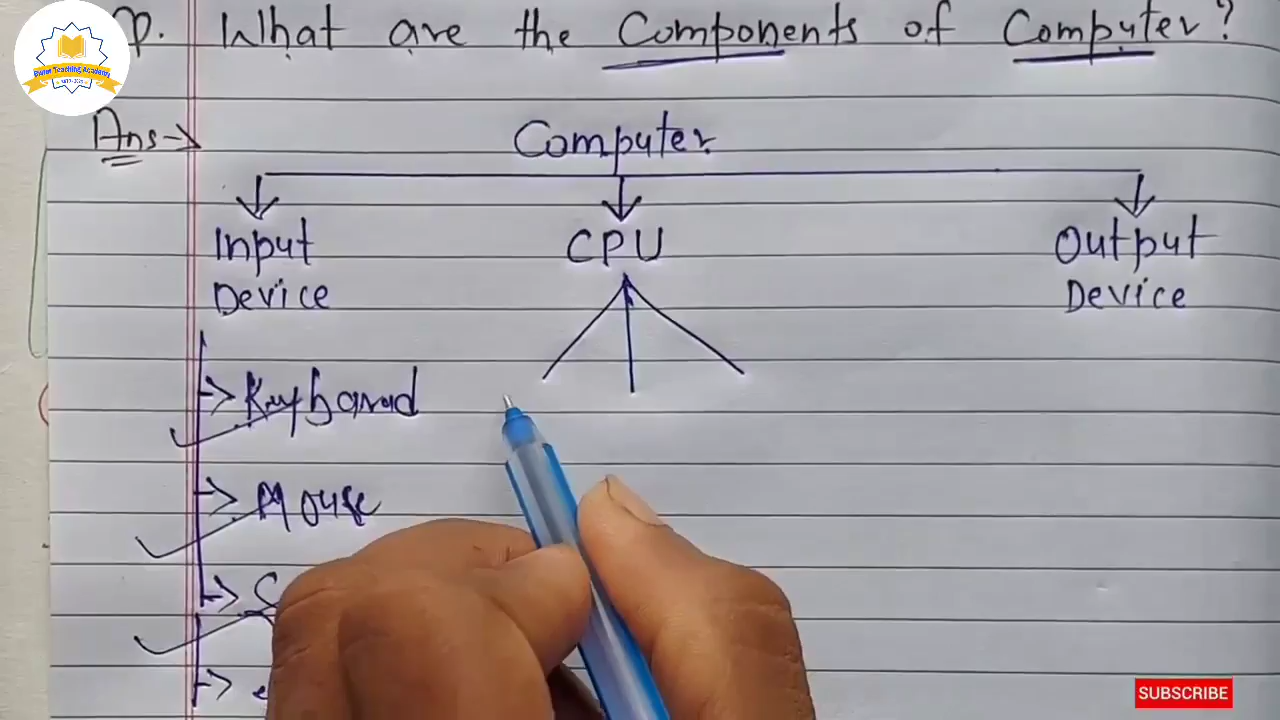 Q. What are the Components of Computer?
Ans→ Computer
Input Device
CPU
Output Device
→ Keyboard
→ Mouse
SUBSCRIBE